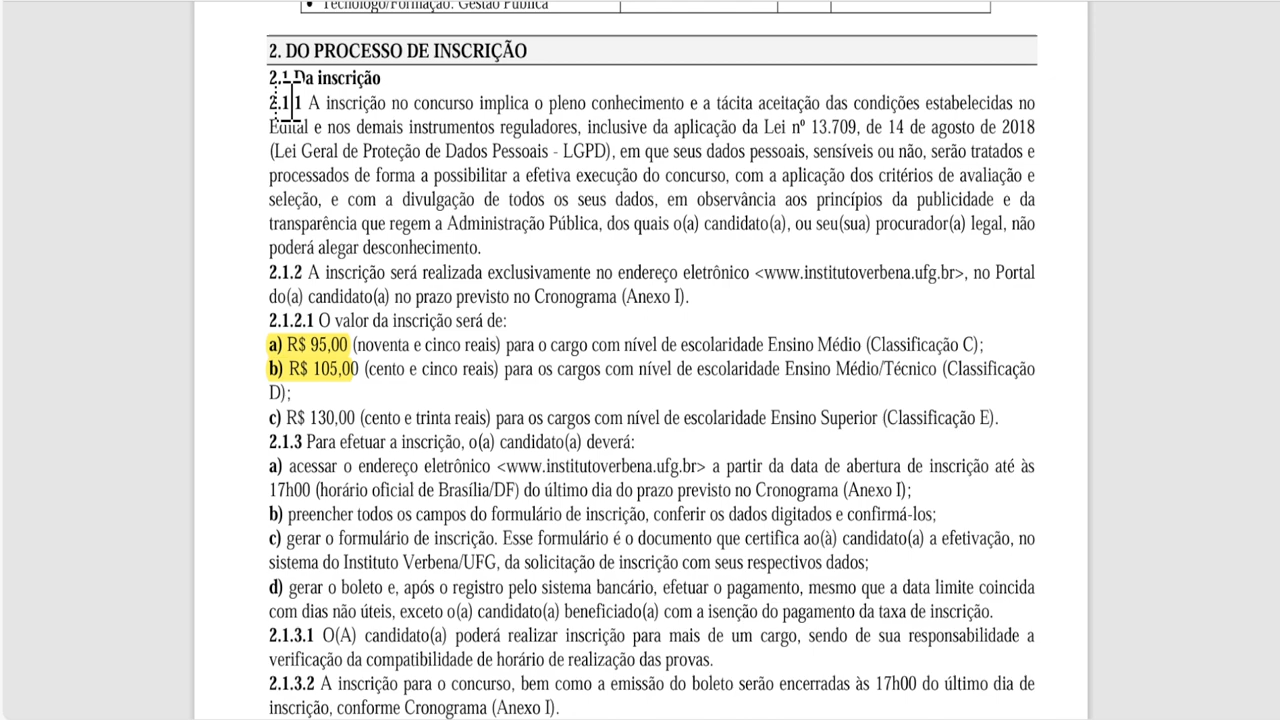 • Tecnólogo/Formação: Gestão Pública
2. DO PROCESSO DE INSCRIÇÃO
2.1 Da inscrição
2.1.1 A inscrição no concurso implica o pleno conhecimento e a tácita aceitação das condições estabelecidas no
Edital e nos demais instrumentos reguladores, inclusive da aplicação da Lei nº 13.709, de 14 de agosto de 2018
(Lei Geral de Proteção de Dados Pessoais - LGPD), em que seus dados pessoais, sensíveis ou não, serão tratados e
processados de forma a possibilitar a efetiva execução do concurso, com a aplicação dos critérios de avaliação e
seleção, e com a divulgação de todos os seus dados, em observância aos princípios da publicidade e da
transparência que regem a Administração Pública, dos quais o(a) candidato(a), ou seu(sua) procurador(a) legal, não
poderá alegar desconhecimento.
2.1.2 A inscrição será realizada exclusivamente no endereço eletrônico <www.institutoverbena.ufg.br>, no Portal
do(a) candidato(a) no prazo previsto no Cronograma (Anexo I).
2.1.2.1 O valor da inscrição será de:
a) R$ 95,00 (noventa e cinco reais) para o cargo com nível de escolaridade Ensino Médio (Classificação C);
b) R$ 105,00 (cento e cinco reais) para os cargos com nível de escolaridade Ensino Médio/Técnico (Classificação
D);
c) R$ 130,00 (cento e trinta reais) para os cargos com nível de escolaridade Ensino Superior (Classificação E).
2.1.3 Para efetuar a inscrição, o(a) candidato(a) deverá:
a) acessar o endereço eletrônico <www.institutoverbena.ufg.br> a partir da data de abertura de inscrição até às
17h00 (horário oficial de Brasília/DF) do último dia do prazo previsto no Cronograma (Anexo I);
b) preencher todos os campos do formulário de inscrição, conferir os dados digitados e confirmá-los;
c) gerar o formulário de inscrição. Esse formulário é o documento que certifica ao(à) candidato(a) a efetivação, no
sistema do Instituto Verbena/UFG, da solicitação de inscrição com seus respectivos dados;
d) gerar o boleto e, após o registro pelo sistema bancário, efetuar o pagamento, mesmo que a data limite coincida
com dias não úteis, exceto o(a) candidato(a) beneficiado(a) com a isenção do pagamento da taxa de inscrição.
2.1.3.1 O(A) candidato(a) poderá realizar inscrição para mais de um cargo, sendo de sua responsabilidade a
verificação da compatibilidade de horário de realização das provas.
2.1.3.2 A inscrição para o concurso, bem como a emissão do boleto serão encerradas às 17h00 do último dia de
inscrição, conforme Cronograma (Anexo I).